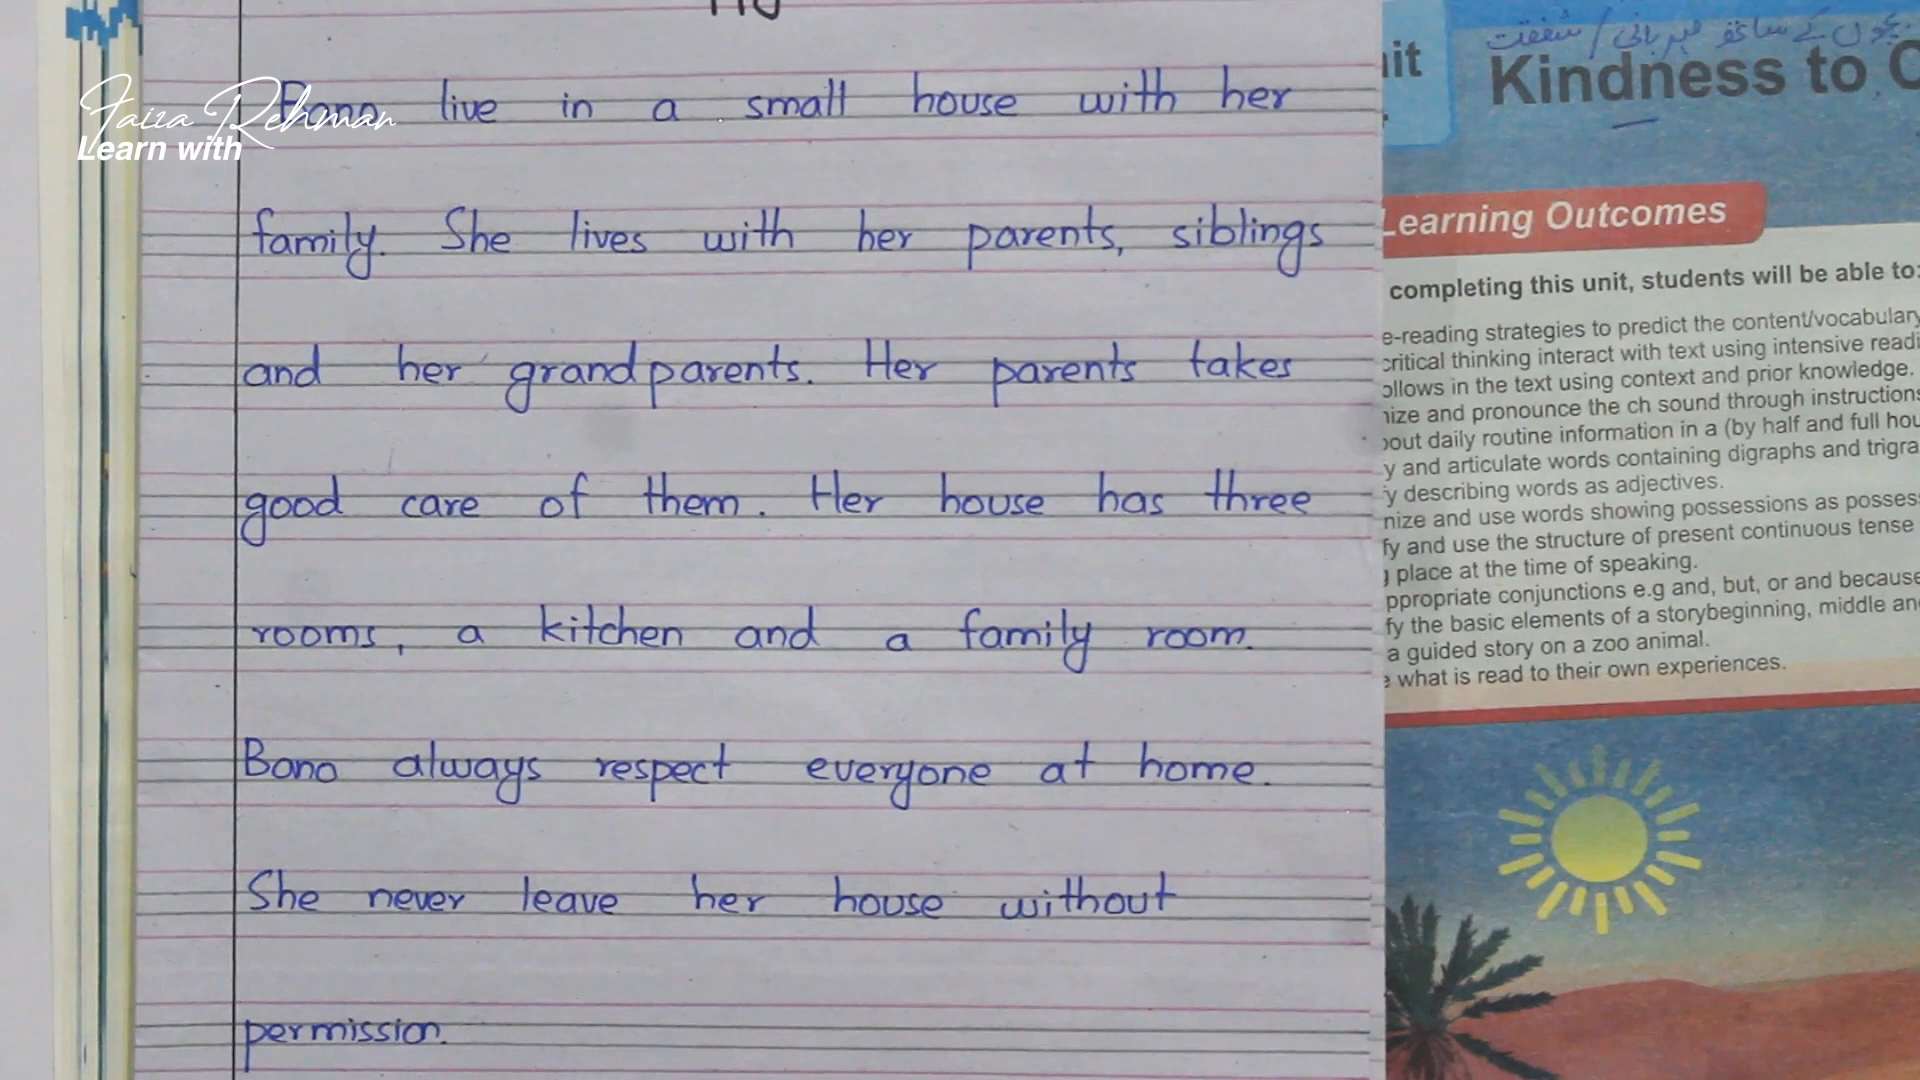 Faiza Rehman
Learn with
Bano live in a small house with her
family. She lives with her parents, siblings
and her grandparents. Her parents takes
good care of them. Her house has three
rooms, a kitchen and a family room.
Bano always respect everyone at home.
She never leave her house without
permission.
بچوں کے ساتھ مہربانی / شفقت
Kindness to C
Learning Outcomes
completing this unit, students will be able to:
e-reading strategies to predict the content/vocabulary
critical thinking interact with text using intensive readi
ollows in the text using context and prior knowledge.
nize and pronounce the ch sound through instructions
bout daily routine information in a (by half and full hou
y and articulate words containing digraphs and trigra
y describing words as adjectives.
nize and use words showing possessions as posses
fy and use the structure of present continuous tense
g place at the time of speaking.
ppropriate conjunctions e.g and, but, or and because
fy the basic elements of a storybeginning, middle an
a guided story on a zoo animal.
e what is read to their own experiences.